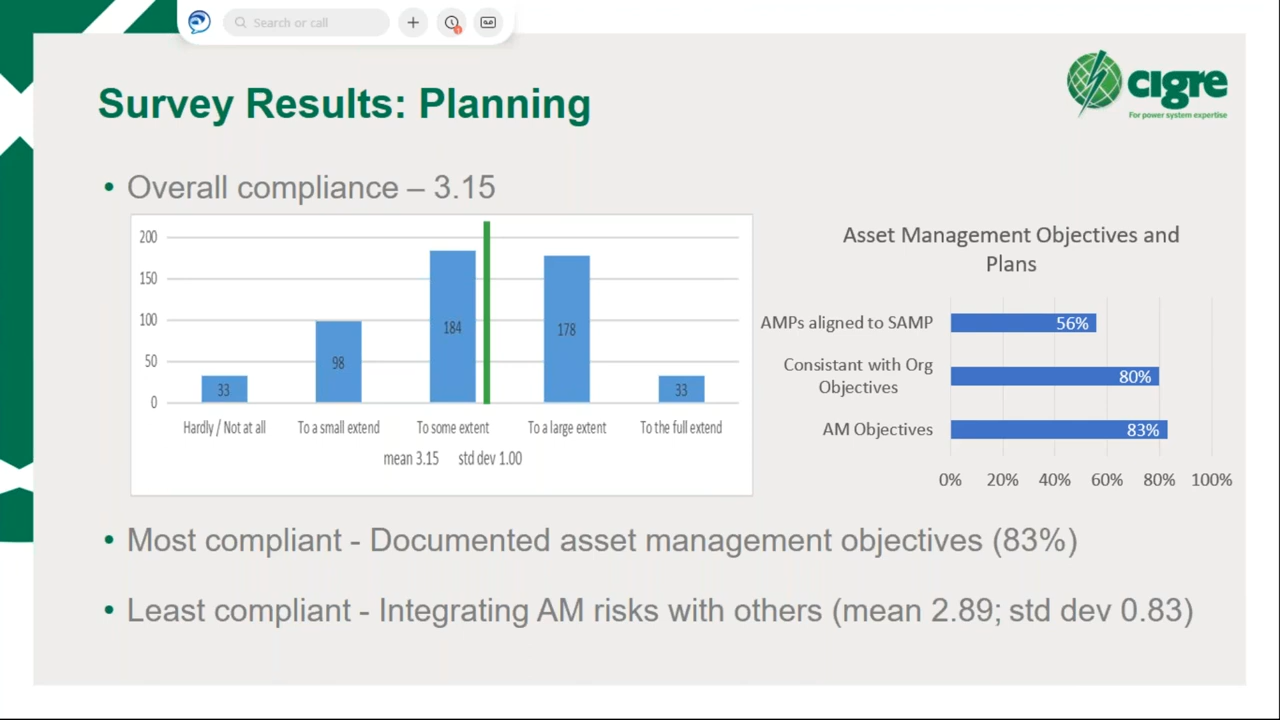 Search or call
cigre
For power system expertise
Survey Results: Planning
• Overall compliance – 3.15
200
150
100
50
0
33
98
184
178
33
Hardly / Not at all
To a small extend
To some extent
To a large extent
To the full extend
mean 3.15 std dev 1.00
Asset Management Objectives and
Plans
AMPs aligned to SAMP
56%
Consistant with Org
Objectives
80%
AM Objectives
83%
0% 20% 40% 60% 80% 100%
• Most compliant - Documented asset management objectives (83%)
• Least compliant - Integrating AM risks with others (mean 2.89; std dev 0.83)